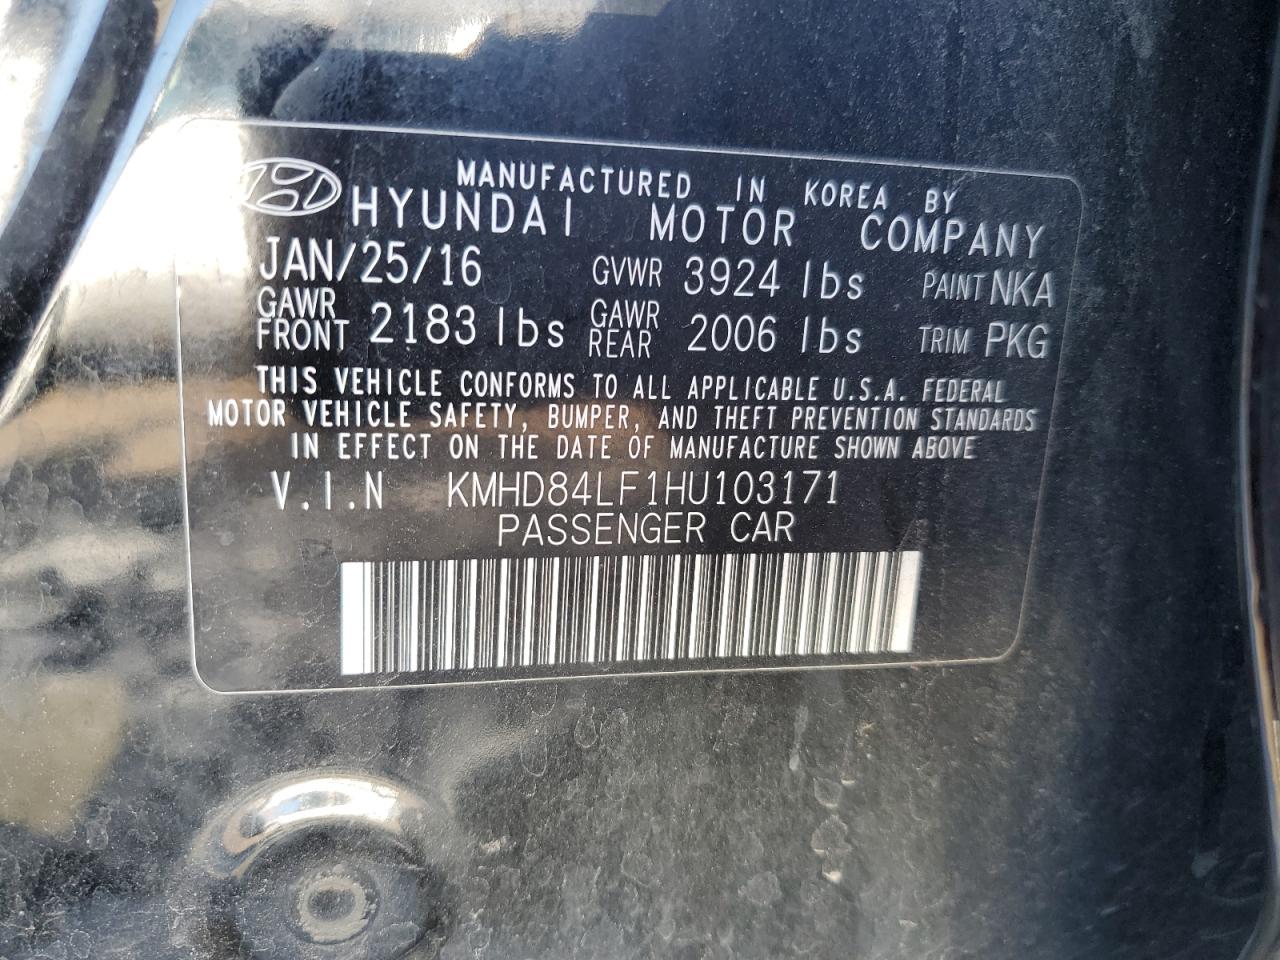 MANUFACTURED IN KOREA BY
HYUNDAI MOTOR COMPANY
JAN/25/16 GVWR 3924 lbs PAINT NKA
GAWR FRONT 2183 lbs GAWR REAR 2006 lbs TRIM PKG
THIS VEHICLE CONFORMS TO ALL APPLICABLE U.S.A. FEDERAL
MOTOR VEHICLE SAFETY, BUMPER, AND THEFT PREVENTION STANDARDS
IN EFFECT ON THE DATE OF MANUFACTURE SHOWN ABOVE
V.I.N KMHD84LF1HU103171
PASSENGER CAR